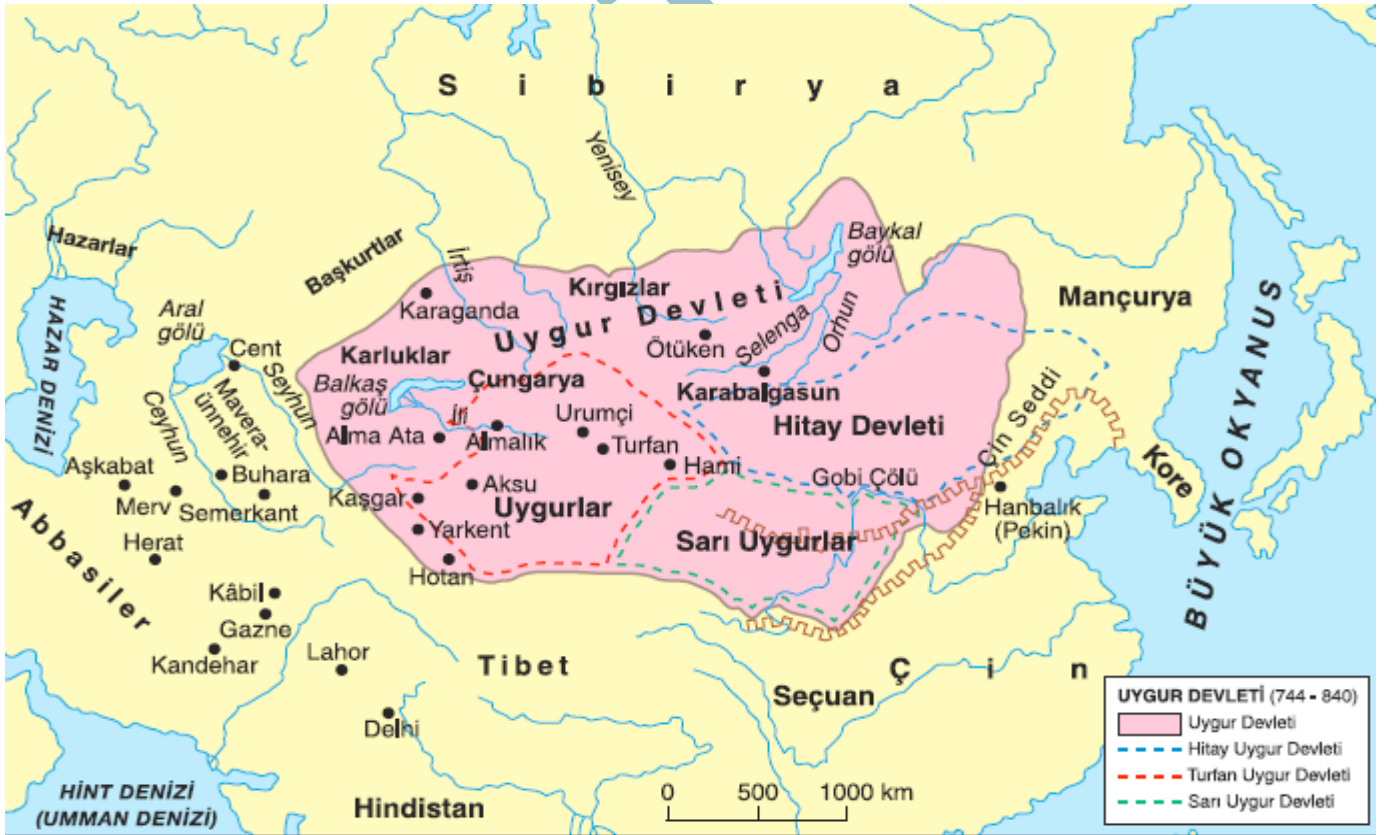 Sibirya
Yenisey
Hazarlar
Başkurtlar
İrtiş
Baykal
gölü
Kırgızlar
Mançurya
HAZAR DENİZİ
Aral
gölü
Karaganda
Uygur Devleti
Selenga
Orhun
Ötüken
Cent
Seyhun
Karluklar
Balkaş
gölü
Çungarya
Karabalgasun
BÜYÜK OKYANUS
Ceyhun
Mavera-
ünnehir
İli
Urumçi
Hitay Devleti
Çin Seddi
Alma Ata
Almalık
Turfan
Kore
Aşkabat
Buhara
Hami
Gobi Çölü
Merv
Semerkant
Kaşgar
Aksu
Uygurlar
Hanbalık
(Pekin)
Abbasiler
Herat
Yarkent
Sarı Uygurlar
Hotan
Kâbil
Gazne
Kandehar
Lahor
Tibet
Seçuan
Çin
Delhi
HİNT DENİZİ
(UMMAN DENİZİ)
Hindistan
0 500 1000 km
UYGUR DEVLETİ (744 - 840)
Uygur Devleti
Hitay Uygur Devleti
Turfan Uygur Devleti
Sarı Uygur Devleti